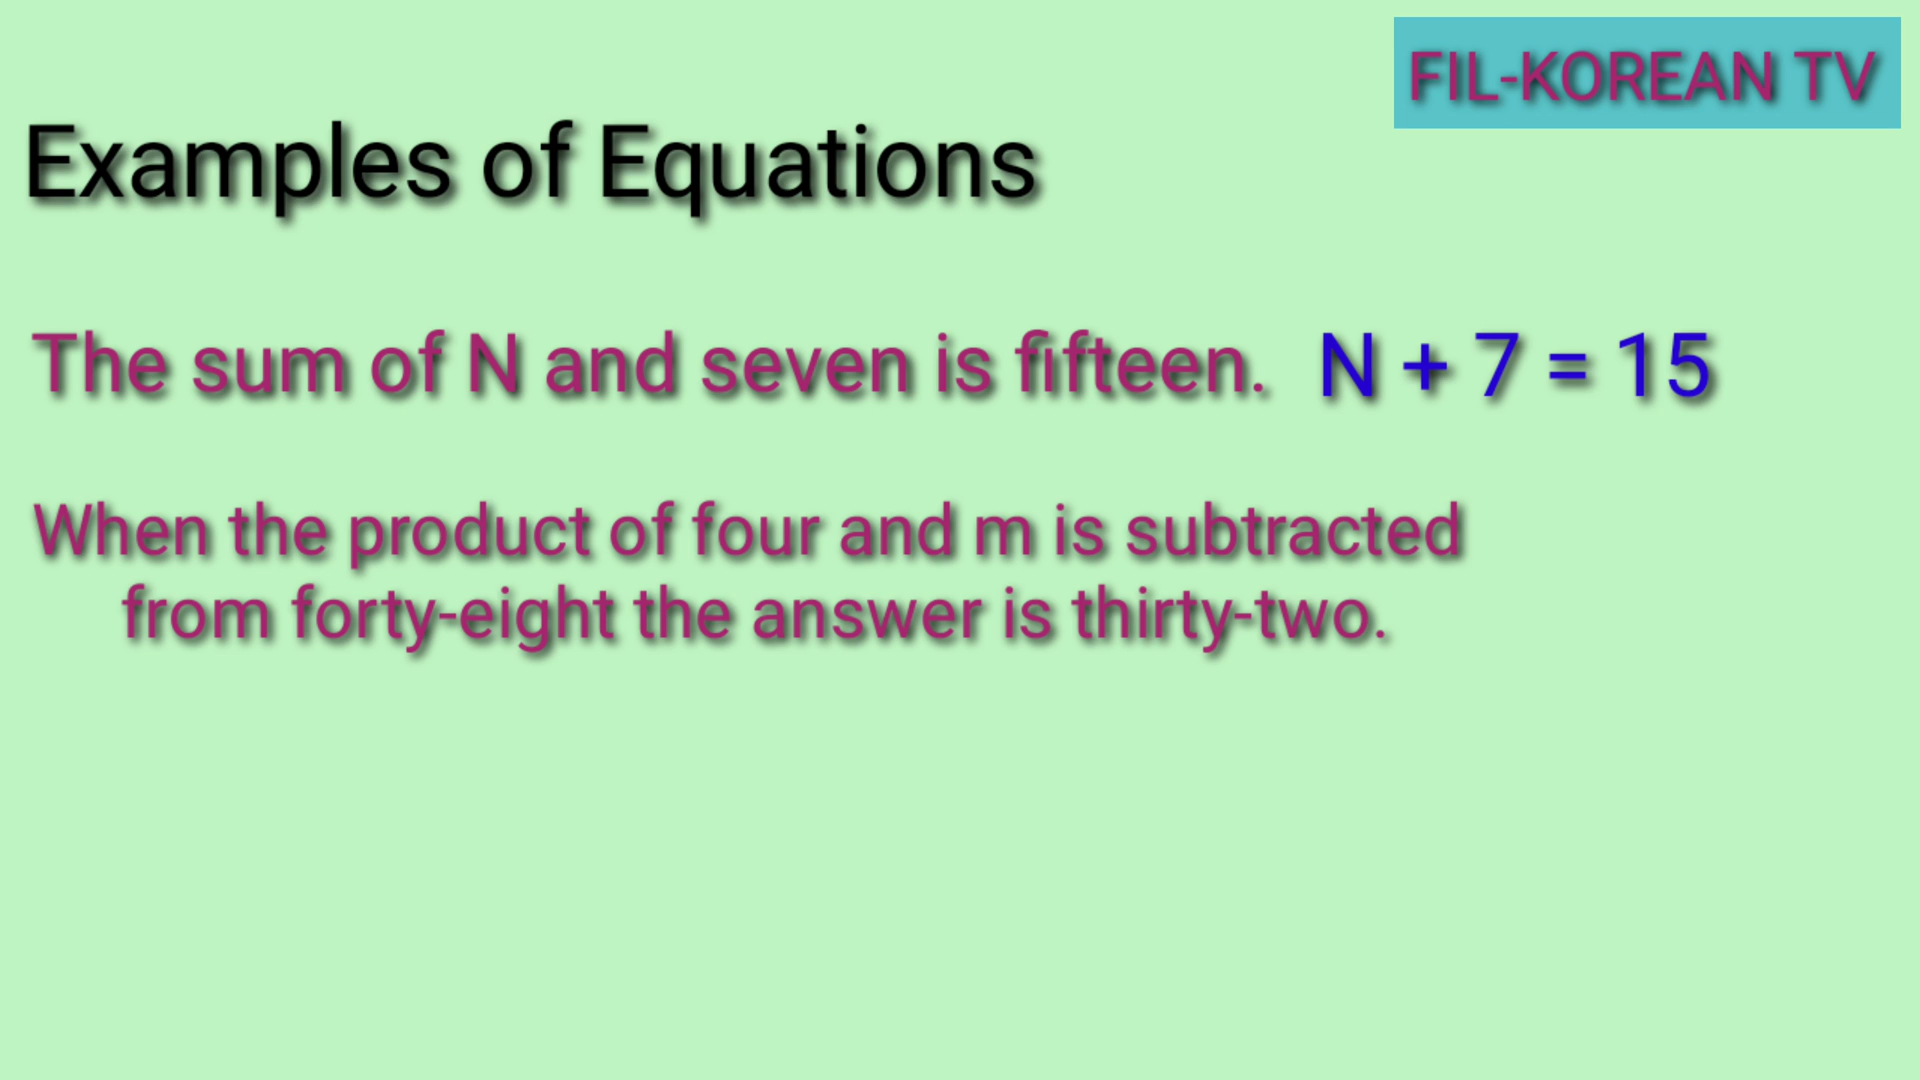 FIL-KOREAN TV
Examples of Equations
The sum of N and seven is fifteen. N + 7 = 15
When the product of four and m is subtracted
from forty-eight the answer is thirty-two.